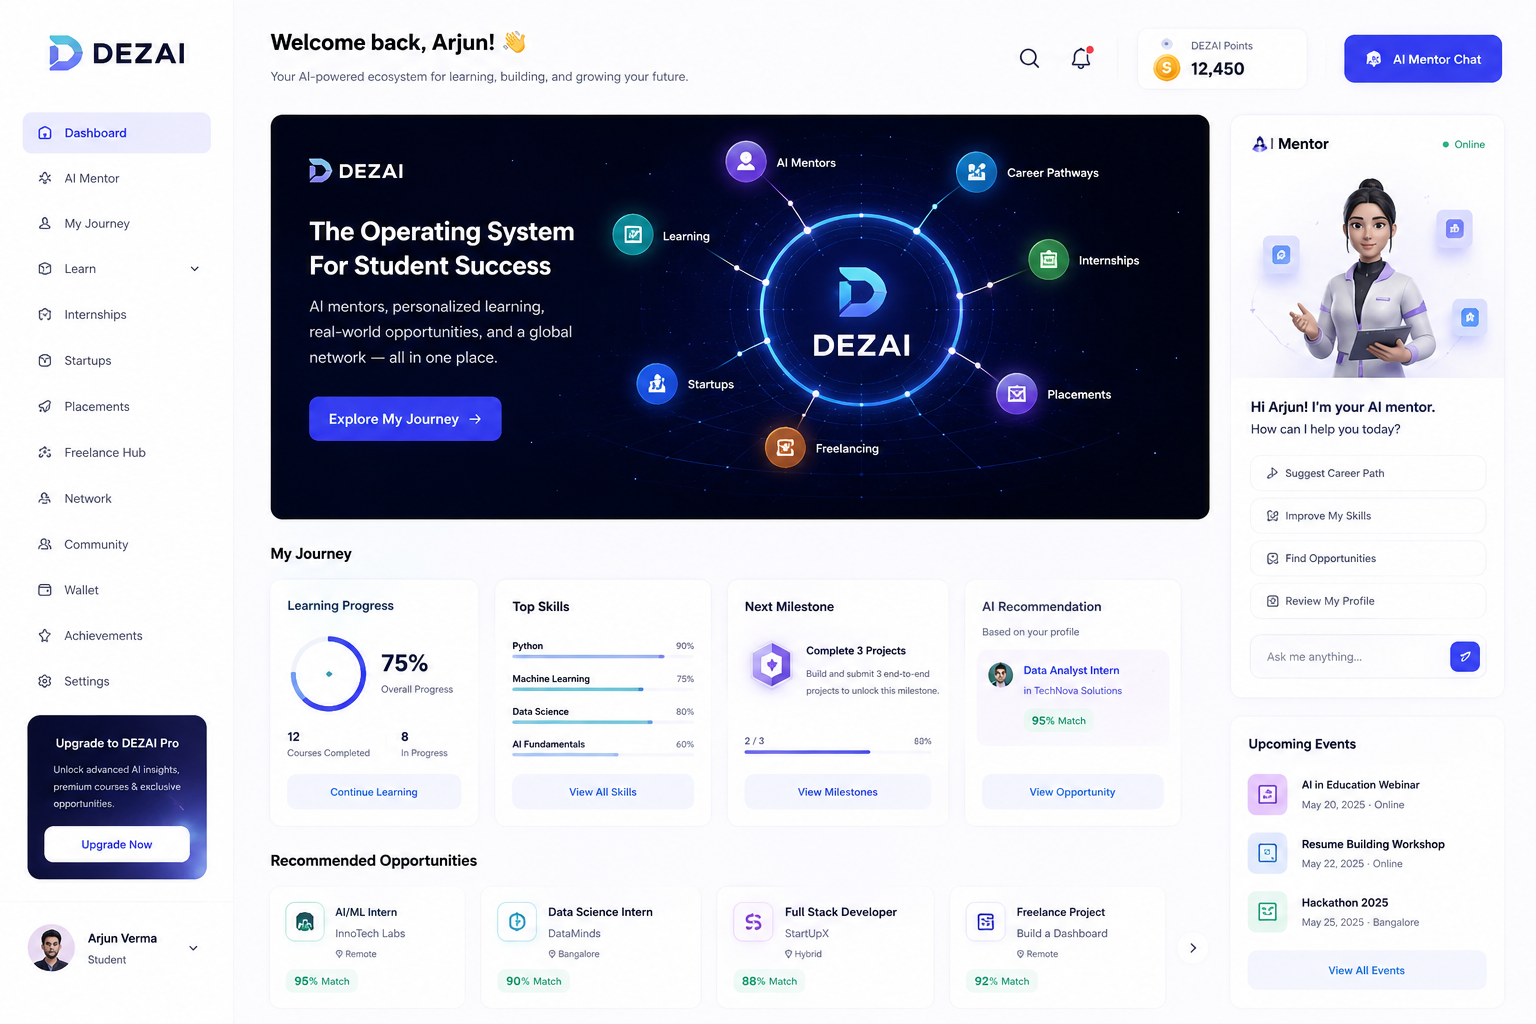 DEZAI
Dashboard
AI Mentor
My Journey
Learn
Internships
Startups
Placements
Freelance Hub
Network
Community
Wallet
Achievements
Settings
Upgrade to DEZAI Pro
Unlock advanced AI insights,
premium courses & exclusive
opportunities.
Upgrade Now
Arjun Verma
Student
Welcome back, Arjun! 👋
Your AI-powered ecosystem for learning, building, and growing your future.
DEZAI Points
S
12,450
AI Mentor Chat
DEZAI
The Operating System
For Student Success
AI mentors, personalized learning,
real-world opportunities, and a global
network — all in one place.
Explore My Journey →
AI Mentors
Career Pathways
Learning
Internships
DEZAI
Startups
Placements
Freelancing
My Journey
Learning Progress
75%
Overall Progress
12
Courses Completed
8
In Progress
Continue Learning
Top Skills
Python 90%
Machine Learning 75%
Data Science 80%
AI Fundamentals 60%
View All Skills
Next Milestone
Complete 3 Projects
Build and submit 3 end-to-end
projects to unlock this milestone.
2 / 3 80%
View Milestones
AI Recommendation
Based on your profile
Data Analyst Intern
in TechNova Solutions
95% Match
View Opportunity
Recommended Opportunities
AI/ML Intern
InnoTech Labs
Remote
95% Match
Data Science Intern
DataMinds
Bangalore
90% Match
Full Stack Developer
StartUpX
Hybrid
88% Match
Freelance Project
Build a Dashboard
Remote
92% Match
AI Mentor
Online
Hi Arjun! I'm your AI mentor.
How can I help you today?
Suggest Career Path
Improve My Skills
Find Opportunities
Review My Profile
Ask me anything...
Upcoming Events
AI in Education Webinar
May 20, 2025 · Online
Resume Building Workshop
May 22, 2025 · Online
Hackathon 2025
May 25, 2025 · Bangalore
View All Events